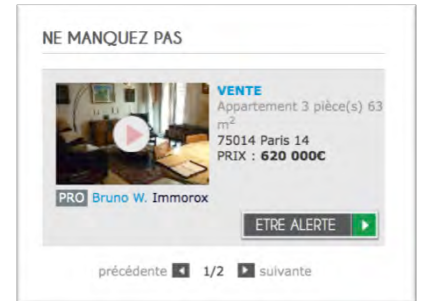 NE MANQUEZ PAS
VENTE
Appartement 3 pièce(s) 63
m²
75014 Paris 14
PRIX : 620 000€
PRO Bruno W. Immorox
ETRE ALERTE
précédente 1/2 suivante